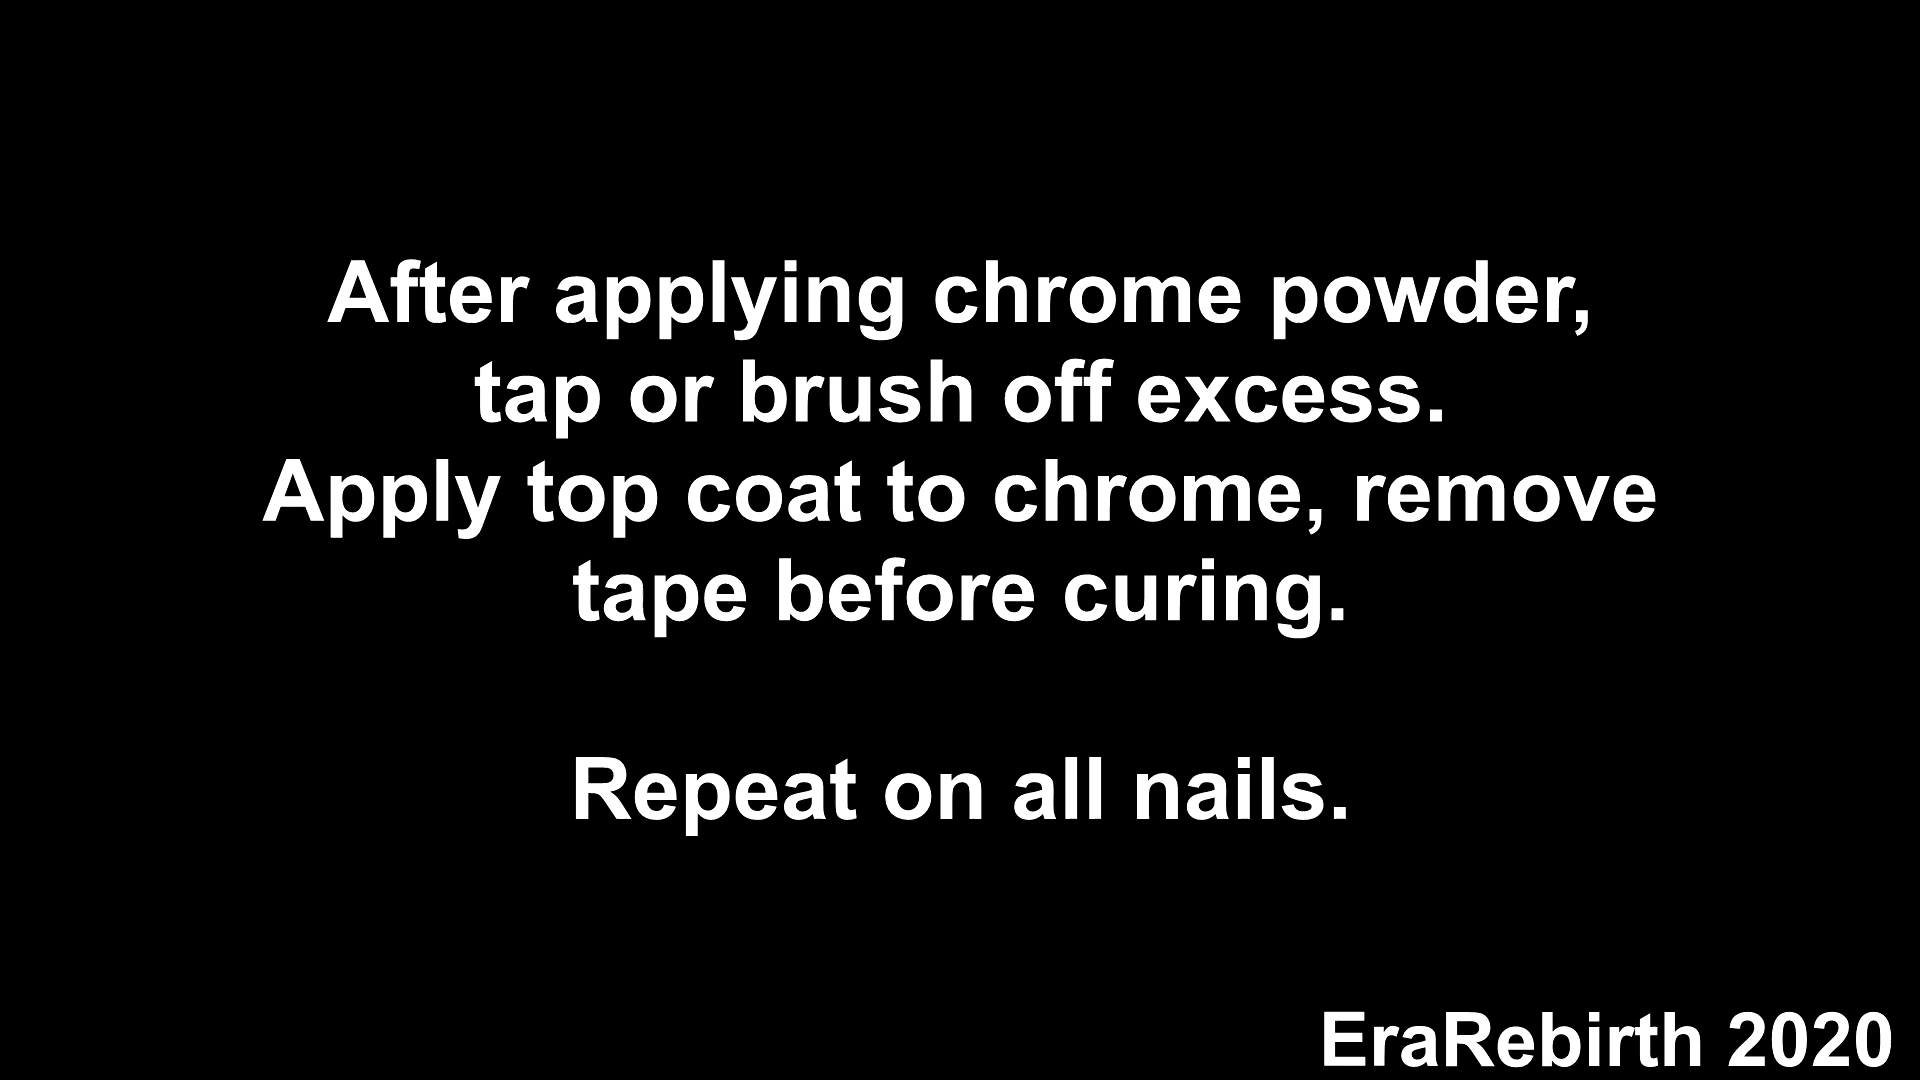 After applying chrome powder,
tap or brush off excess.
Apply top coat to chrome, remove
tape before curing.
Repeat on all nails.
EraRebirth 2020